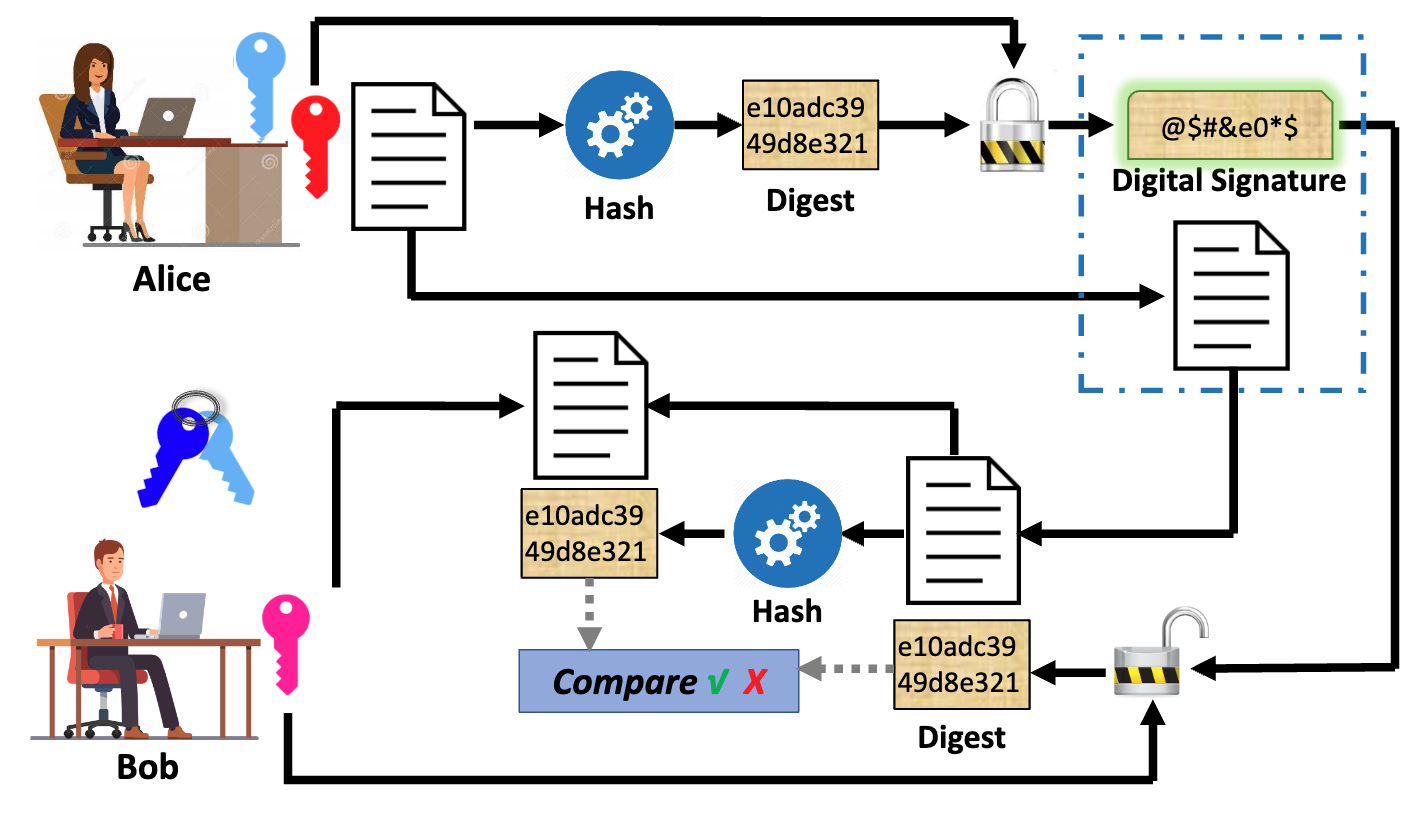 e10adc39
49d8e321
@$#&e0*$
Hash
Digest
Digital Signature
Alice
e10adc39
49d8e321
Hash
e10adc39
49d8e321
Compare √ X
Digest
Bob